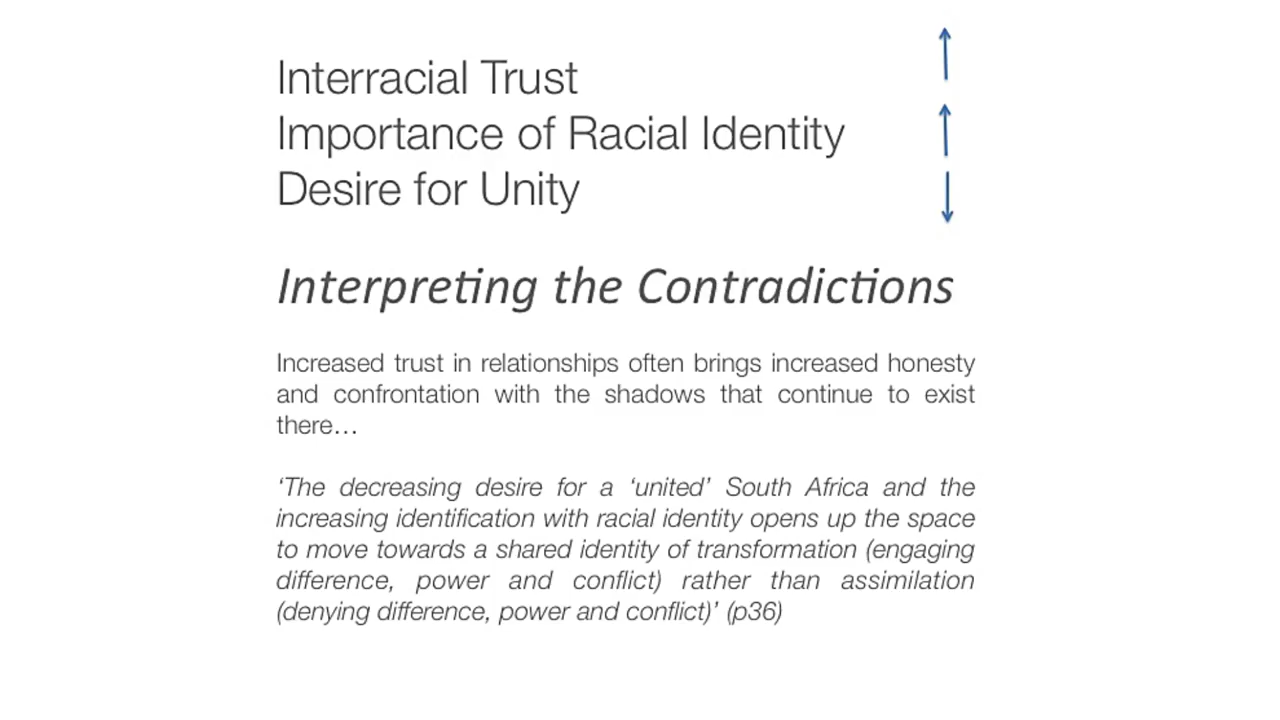 Interracial Trust
Importance of Racial Identity
Desire for Unity
Interpreting the Contradictions
Increased trust in relationships often brings increased honesty
and confrontation with the shadows that continue to exist
there…
‘The decreasing desire for a ‘united’ South Africa and the
increasing identification with racial identity opens up the space
to move towards a shared identity of transformation (engaging
difference, power and conflict) rather than assimilation
(denying difference, power and conflict)’ (p36)